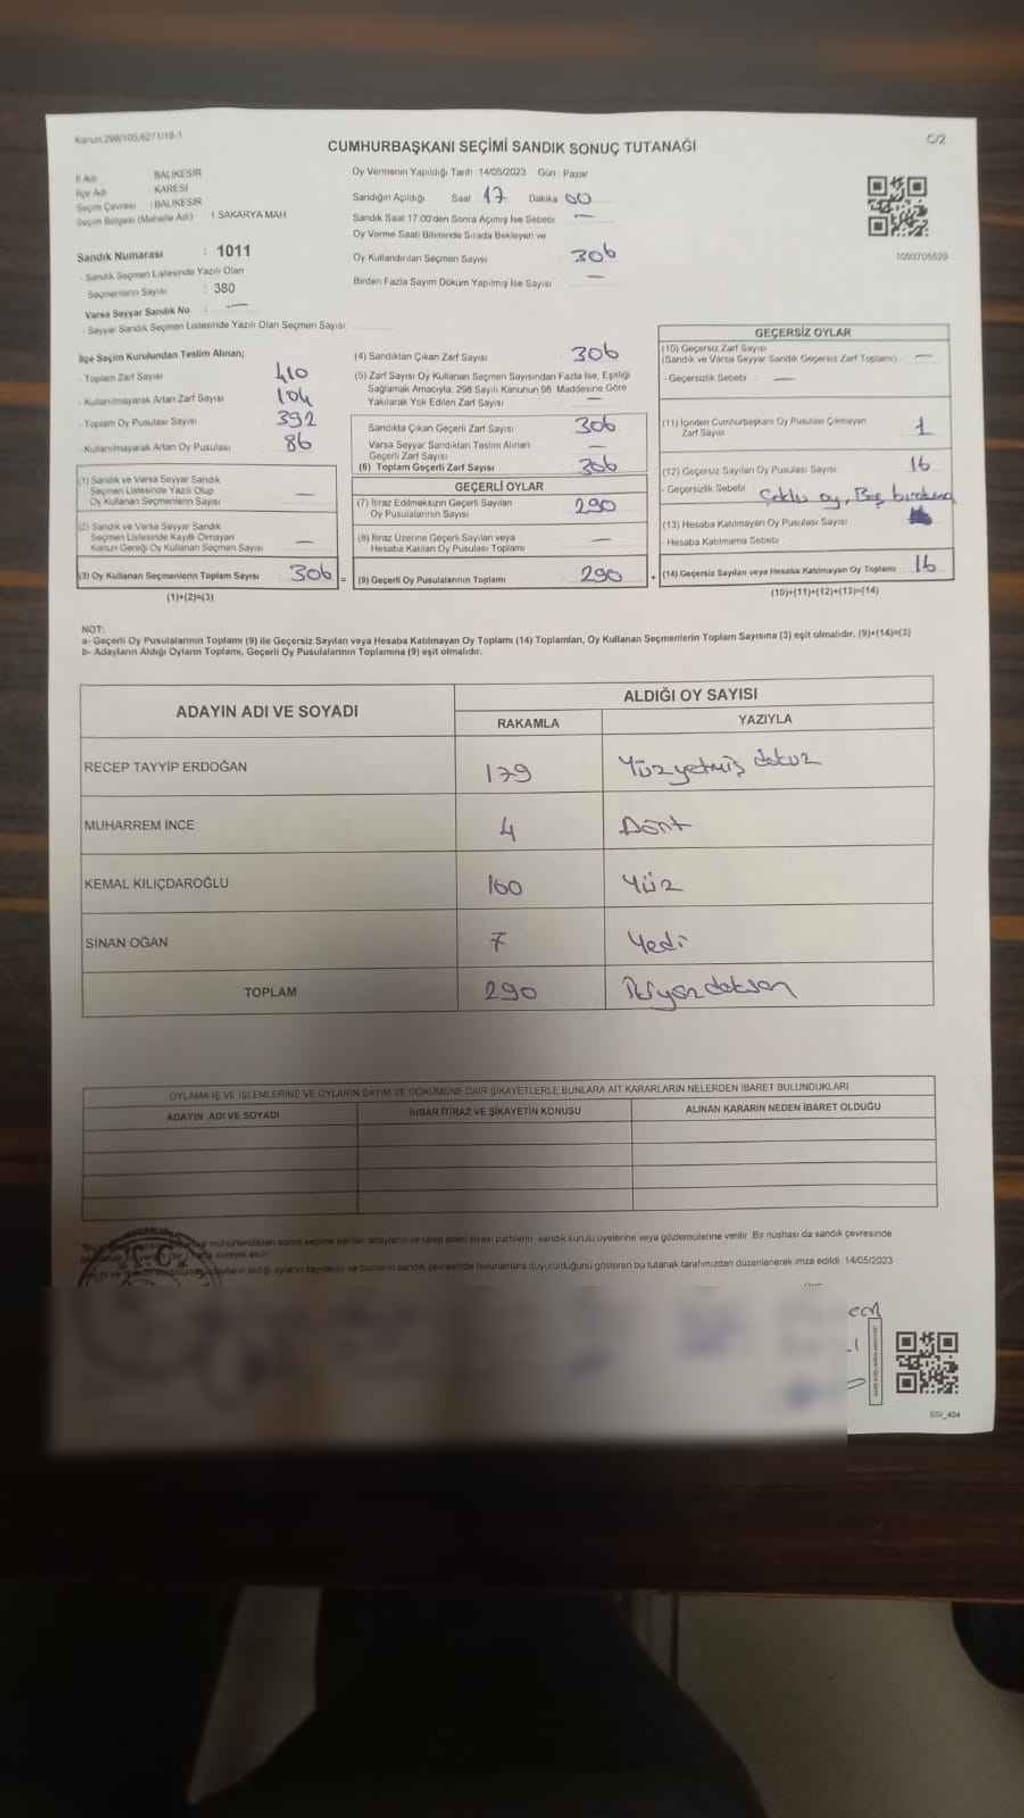 Kanun:298/105,6271/18-1
C/2
CUMHURBAŞKANI SEÇİMİ SANDIK SONUÇ TUTANAĞI
İl Adı BALIKESİR
İlçe Adı KARESİ
Seçim Çevresi : BALIKESİR
Seçim Bölgesi (Mahalle Adı) : SAKARYA MAH
Sandık Numarası : 1011
- Sandık Seçmen Listesinde Yazılı Olan
Seçmenlerin Sayısı : 380
Varsa Seyyar Sandık No : —
- Seyyar Sandık Seçmen Listesinde Yazılı Olan Seçmen Sayısı
Oy Vermenin Yapıldığı Tarih 14/05/2023 Gün Pazar
Sandığın Açıldığı Saat 17 Dakika 00
Sandık Saat 17.00'den Sonra Açılmış İse Sebebi —
Oy Verme Saati Bitiminde Sırada Bekleyen ve
Oy Kullandırılan Seçmen Sayısı 306
Birden Fazla Sayım Döküm Yapılmış İse Sayısı —
1093705529
İlçe Seçim Kurulundan Teslim Alınan;
- Toplam Zarf Sayısı 410
- Kullanılmayarak Artan Zarf Sayısı 104
- Toplam Oy Pusulası Sayısı 392
- Kullanılmayarak Artan Oy Pusulası 86
(1) Sandık ve Varsa Seyyar Sandık
Seçmen Listesinde Yazılı Olup
Oy Kullanan Seçmenlerin Sayısı —
(2) Sandık ve Varsa Seyyar Sandık
Seçmen Listesinde Kayıtlı Olmayan
Kanun Gereği Oy Kullanan Seçmen Sayısı —
(3) Oy Kullanan Seçmenlerin Toplam Sayısı 306 =
(1)+(2)=(3)
(4) Sandıktan Çıkan Zarf Sayısı 306
(5) Zarf Sayısı Oy Kullanan Seçmen Sayısından Fazla İse, Eşitliği
Sağlamak Amacıyla, 298 Sayılı Kanunun 98. Maddesine Göre
Yakılarak Yok Edilen Zarf Sayısı —
Sandıkta Çıkan Geçerli Zarf Sayısı 306
Varsa Seyyar Sandıktan Teslim Alınan
Geçerli Zarf Sayısı —
(6) Toplam Geçerli Zarf Sayısı 306
GEÇERLİ OYLAR
(7) İtiraz Edilmeksizin Geçerli Sayılan
Oy Pusulalarının Sayısı 290
(8) İtiraz Üzerine Geçerli Sayılan veya
Hesaba Katılan Oy Pusulası Toplamı —
(9) Geçerli Oy Pusulalarının Toplamı 290 +
GEÇERSİZ OYLAR
(10) Geçersiz Zarf Sayısı
(Sandık ve Varsa Seyyar Sandık Geçersiz Zarf Toplamı) —
- Geçersizlik Sebebi —
(11) İçinden Cumhurbaşkanı Oy Pusulası Çıkmayan
Zarf Sayısı 1
(12) Geçersiz Sayılan Oy Pusulası Sayısı 16
- Geçersizlik Sebebi Çoklu oy, Boş bırakma
(13) Hesaba Katılmayan Oy Pusulası Sayısı
- Hesaba Katılmama Sebebi
(14) Geçersiz Sayılan veya Hesaba Katılmayan Oy Toplamı 16
(10)+(11)+(12)+(13)=(14)
NOT:
a- Geçerli Oy Pusulalarının Toplamı (9) ile Geçersiz Sayılan veya Hesaba Katılmayan Oy Toplamı (14) Toplamları, Oy Kullanan Seçmenlerin Toplam Sayısına (3) eşit olmalıdır. (9)+(14)=(3)
b- Adayların Aldığı Oyların Toplamı, Geçerli Oy Pusulalarının Toplamına (9) eşit olmalıdır.
ADAYIN ADI VE SOYADI
ALDIĞI OY SAYISI
RAKAMLA YAZIYLA
RECEP TAYYİP ERDOĞAN 179 Yüzyetmiş dokuz
MUHARREM İNCE 4 Dört
KEMAL KILIÇDAROĞLU 100 Yüz
SİNAN OĞAN 7 Yedi
TOPLAM 290 İkiyüzdoksan
OYLAMA İŞ VE İŞLEMLERİNE VE OYLARIN SAYIM VE DÖKÜMÜNE DAİR ŞİKAYETLERLE BUNLARA AİT KARARLARIN NELERDEN İBARET BULUNDUKLARI
ADAYIN ADI VE SOYADI İHBAR İTİRAZ VE ŞİKAYETİN KONUSU ALINAN KARARIN NEDEN İBARET OLDUĞU
sandık kurulu üyelerine veya gözlemcilerine verilir. Bir nüshası da sandık çevresinde
duyurulduğunu gösteren bu tutanak tarafımızdan düzenlenerek imza edildi. 14/05/2023
T.C.